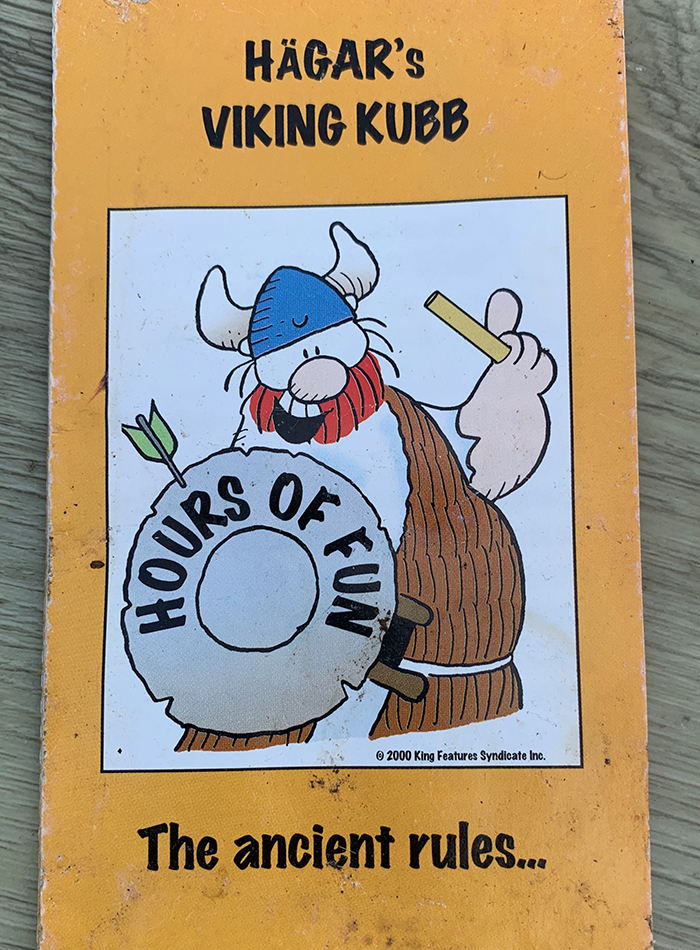 HÄGAR's
VIKING KUBB
HOURS OF FUN
© 2000 King Features Syndicate Inc.
The ancient rules...